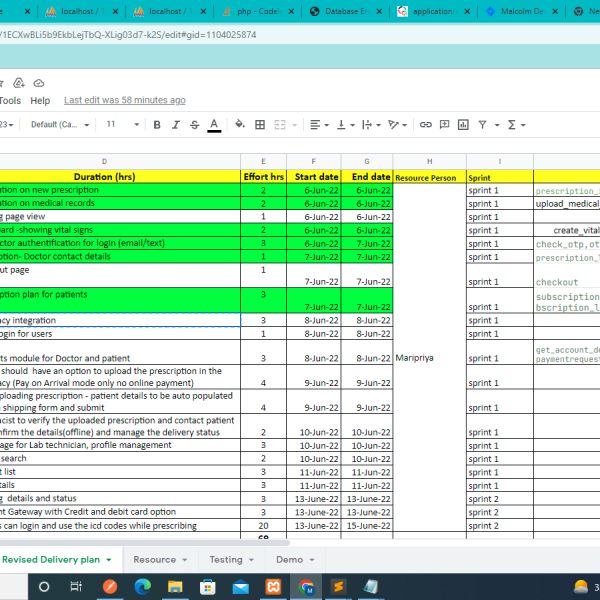 localhost / 1
localhost / 1
php - Codei
Database Er
application/
Malcolm De
Ne
/1ECXwBLi5b9EkbLejTbQ-XLig03d7-k2S/edit#gid=1104025874
Tools Help Last edit was 58 minutes ago
Default (Ca... 11 B I S A
D E F G H I
Duration (hrs) Effort hrs Start date End date Resource Person Sprint
ation on new prescription 2 6-Jun-22 6-Jun-22 sprint 1 prescription_
ation on medical records 2 6-Jun-22 6-Jun-22 sprint 1 upload_medical
g page view 1 6-Jun-22 6-Jun-22 sprint 1
ard -showing vital signs 2 6-Jun-22 6-Jun-22 sprint 1 create_vital
ctor authentification for login (email/text) 3 6-Jun-22 7-Jun-22 sprint 1 check_otp,ot
ption- Doctor contact details 1 7-Jun-22 7-Jun-22 sprint 1 prescription_l
ut page 1 7-Jun-22 7-Jun-22 sprint 1 checkout
ption plan for patients 3 7-Jun-22 7-Jun-22 sprint 1 subscription
bscription_l
acy integration 3 8-Jun-22 8-Jun-22 sprint 1
ogin for users 1 8-Jun-22 8-Jun-22 sprint 1
ts module for Doctor and patient 3 8-Jun-22 8-Jun-22 Maripriya sprint 1 get_account_de
paymentrequest
should have an option to upload the prescription in the
acy (Pay on Arrival mode only no online payment) 4 9-Jun-22 9-Jun-22 sprint 1
ploading prescription - patient details to be auto populated
shipping form and submit 4 9-Jun-22 9-Jun-22 sprint 1
acist to verify the uploaded prescription and contact patient
nfirm the details(offline) and manage the delivery status 2 10-Jun-22 10-Jun-22 sprint 1
age for Lab technician, profile management 3 10-Jun-22 10-Jun-22 sprint 1
search 2 10-Jun-22 10-Jun-22 sprint 1
t list 3 11-Jun-22 11-Jun-22 sprint 1
tails 3 11-Jun-22 11-Jun-22 sprint 1
g details and status 3 13-June-22 13-June-22 sprint 2
nt Gateway with Credit and debit card option 3 13-June-22 13-June-22 sprint 2
s can login and use the icd codes while prescribing 20 13-June-22 15-June-22 sprint 2
Revised Delivery plan Resource Testing Demo